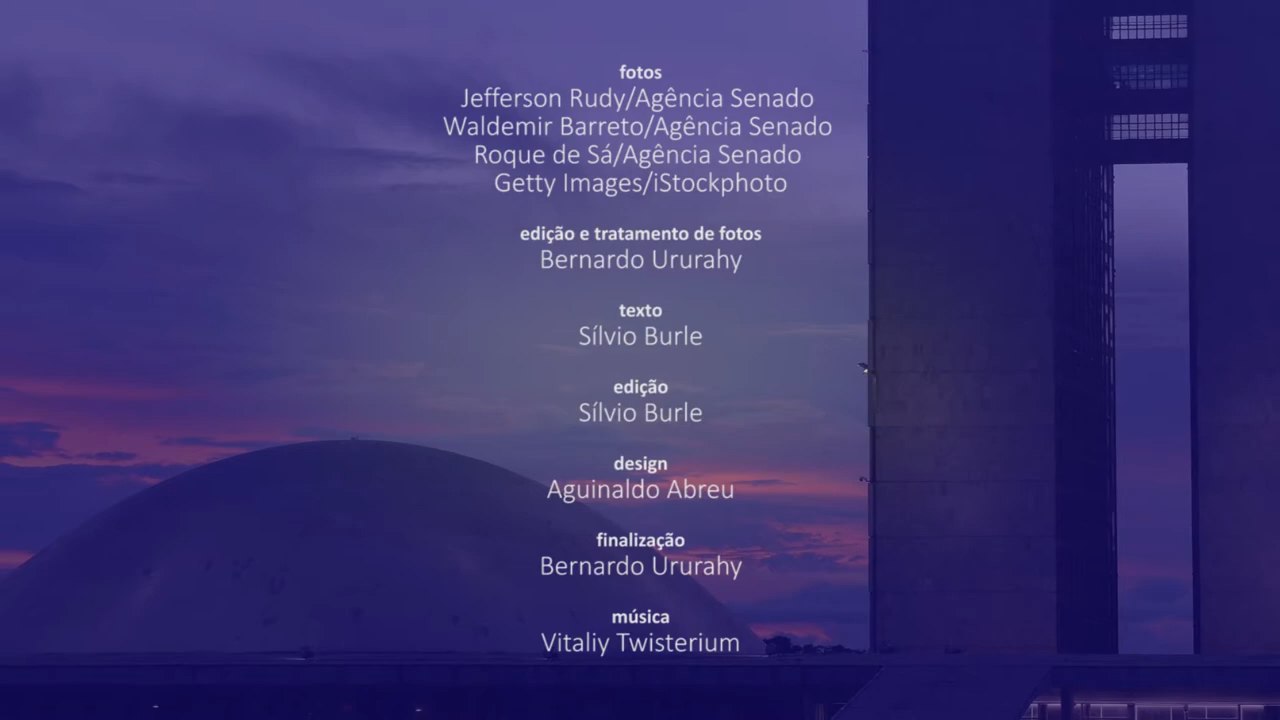 fotos
Jefferson Rudy/Agência Senado
Waldemir Barreto/Agência Senado
Roque de Sá/Agência Senado
Getty Images/iStockphoto
edição e tratamento de fotos
Bernardo Ururahy
texto
Sílvio Burle
edição
Sílvio Burle
design
Aguinaldo Abreu
finalização
Bernardo Ururahy
música
Vitaliy Twisterium